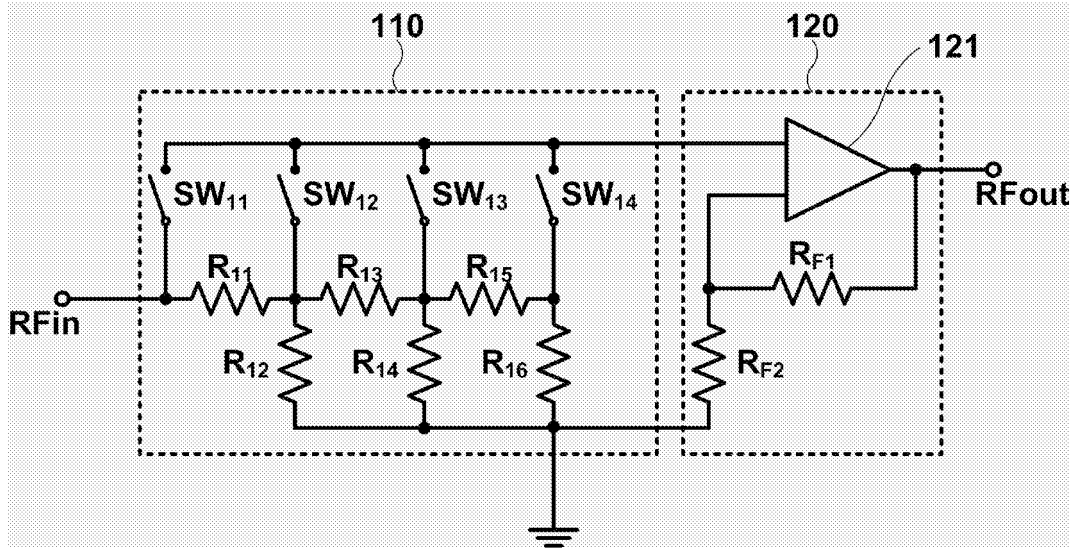 110
120
121
SW11
SW12
SW13
SW14
RFout
R11
R13
R15
RF1
RFin
R12
R14
R16
RF2